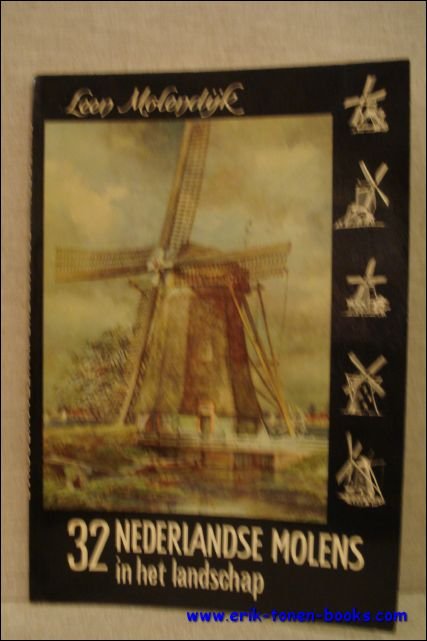 Leen Molendijk
32 NEDERLANDSE MOLENS
in het landschap
www.erik-tonen-books.com